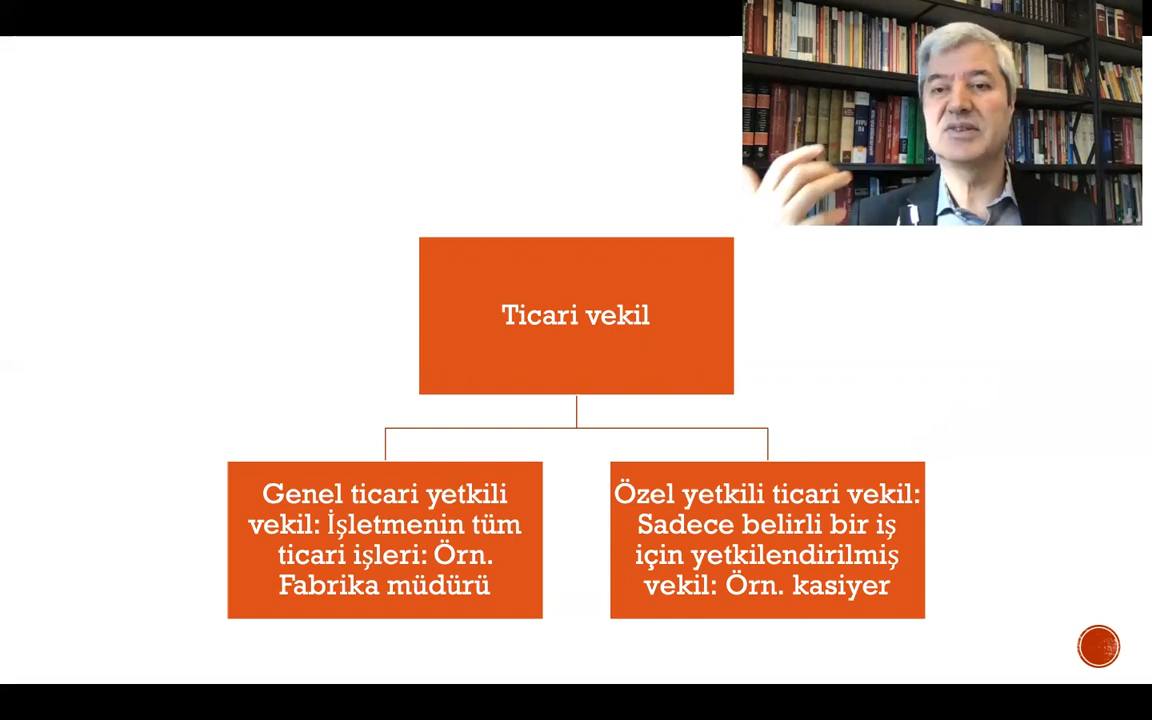 Ticari vekil
Genel ticari yetkili
vekil: İşletmenin tüm
ticari işleri: Örn.
Fabrika müdürü
Özel yetkili ticari vekil:
Sadece belirli bir iş
için yetkilendirilmiş
vekil: Örn. kasiyer